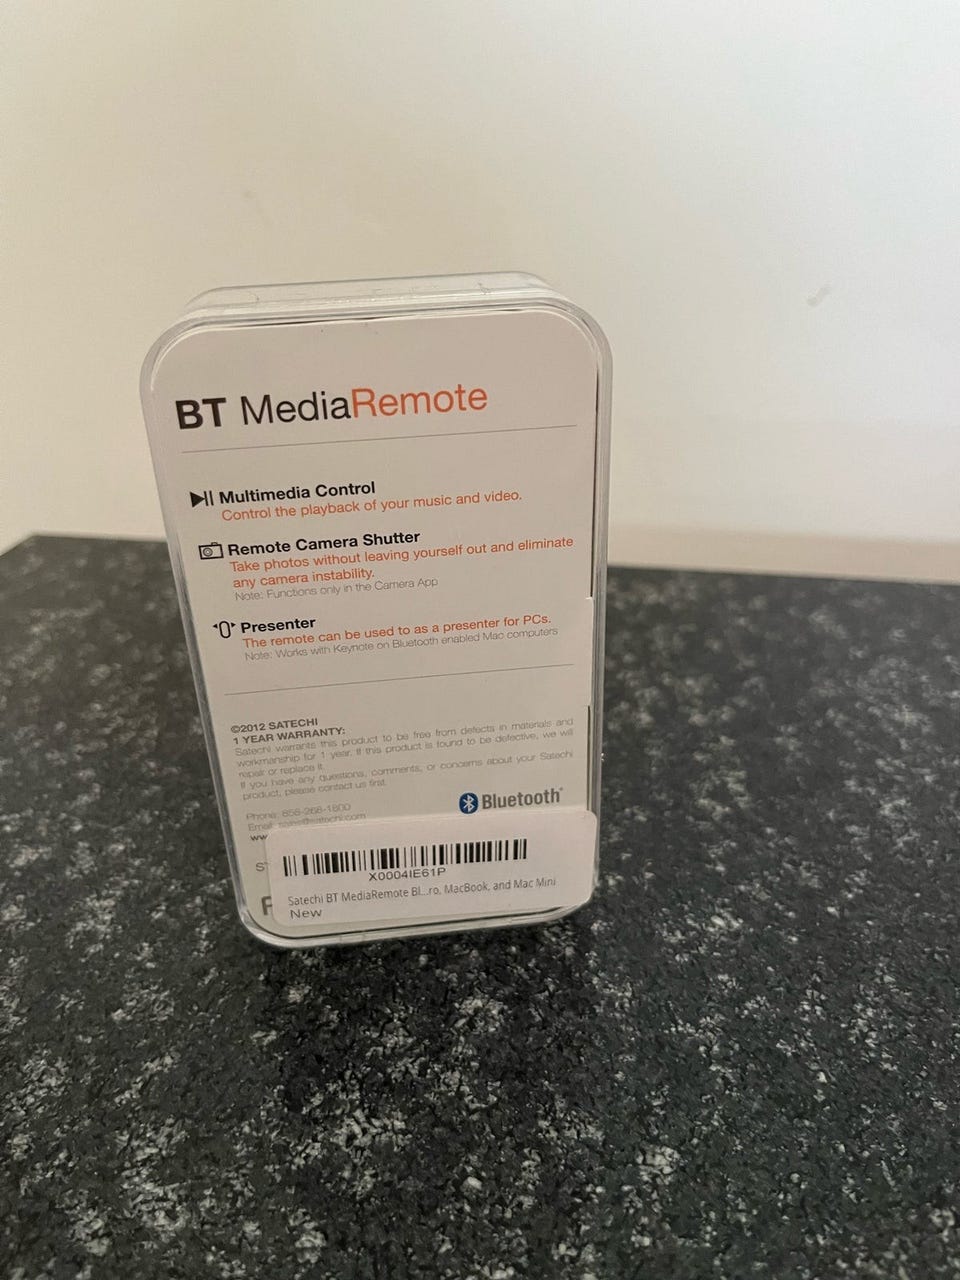 BT MediaRemote
Multimedia Control
Control the playback of your music and video.
Remote Camera Shutter
Take photos without leaving yourself out and eliminate
any camera instability.
Note: Functions only in the Camera App
Presenter
The remote can be used to as a presenter for PCs.
Note: Works with Keynote on Bluetooth enabled Mac computers
©2012 SATECHI
1 YEAR WARRANTY:
Satechi warrants this product to be free from defects in materials and
workmanship for 1 year. If this product is found to be defective, we will
repair or replace it.
If you have any questions, comments, or concerns about your Satechi
product, please contact us first.
Phone: 858-268-1800
Email:
Bluetooth®
X0004IE61P
Satechi BT MediaRemote Bl...ro, MacBook, and Mac Mini
New